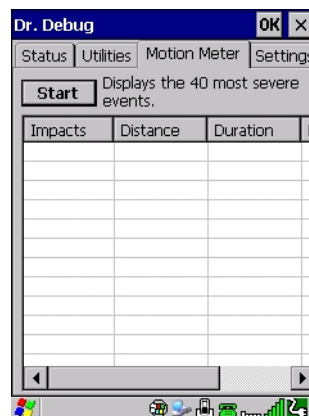 Dr. Debug OK
Status Utilities Motion Meter Settings
Start Displays the 40 most severe
events.
Impacts Distance Duration